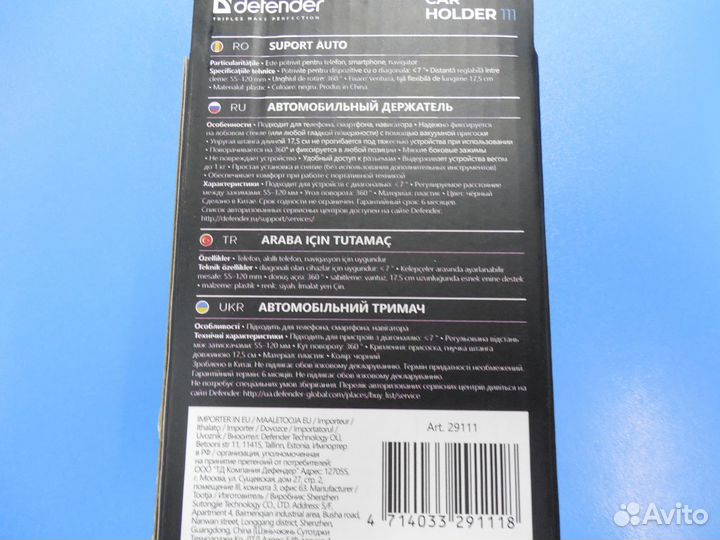 defender
TRIPLES MAKE PERFECTION
CAR
HOLDER 111
RO SUPORT AUTO
Particularitățile • Este potrivit pentru telefon, smartphone, navigator
Specificațiile tehnice • Potrivite pentru dispozitive cu o diagonala: <7 " • Distantă reglabilă între
cleme: 55-120 mm • Unghiul de rotire: 360 ° • Fixare: ventuza, tijă flexibilă de lungime 17,5 cm
• Materialul: plastic • Culoare: negru. Produs in China.
RU АВТОМОБИЛЬНЫЙ ДЕРЖАТЕЛЬ
Особенности • Подходит для телефона, смартфона, навигатора • Надежно фиксируется
на лобовом стекле (или любой гладкой поверхности) с помощью вакуумной присоски
• Упругая штанга длиной 17,5 см не прогибается под тяжестью устройства при использовании
• Поворачивается на 360° и фиксируется в любой позиции • Мягкие боковые зажимы
• Не повреждает устройство • Удобный доступ к разъемам • Выдерживает устройства весом
до 1 кг • Простая установка и снятие (без использования дополнительных инструментов)
• Обеспечивает комфорт при работе с портативной техникой
Характеристики • Подходит для устройств с диагональю: <7 " • Регулируемое расстояние
между зажимами: 55-120 мм • Угол поворота: 360 ° • Материал: пластик • Цвет: чёрный
Сделано в Китае. Срок годности не ограничен. Гарантийный срок: 6 месяцев.
Список авторизованных сервисных центров доступен на сайте Defender:
http://defender.ru/support/services/
TR ARABA IÇIN TUTAMAÇ
Özellikler • Telefon, akıllı telefon, navigasyon için uygundur
Teknik özellikler • diagonali olan cihazlar için uygundur: <7 " • Kelepçeler arasında ayarlanabilir
mesafe: 55-120 mm • dönüş açısı: 360 ° • sabitleme: vantuz, 17.5 cm uzunluğunda esnek enine destek
• malzeme: plastik • renk: siyah. İmalat yeri Çin.
UKR АВТОМОБІЛЬНИЙ ТРИМАЧ
Особливості • Підходить для телефона, смартфона, навігатора
Технічні характеристики • Підходить для пристроїв з діагоналлю: <7 " • Регульована відстань
між затискачами: 55-120 мм • Кут повороту: 360 ° • Кріплення: присоска, гнучка штанга
довжиною 17,5 см • Матеріал: пластик • Колір: чорний
Зроблено в Китаї. Не підлягає обов язковому декларуванню. Термін придатності необмежений.
Гарантійний термін: 6 місяців. Не підлягає обов язковому декларуванню.
Не потребує спеціальних умов зберігання. Перелік авторизованих сервісних центрів дивіться на
сайті Defender: http://ua.defender-global.com/places/buy_list/service
IMPORTER IN EU / MAALETOOJA EU / Importeur /
Ithalatçı / Importer / Dovozce / Importatorul /
Uvoznik / Вносител: Defender Technology OÜ,
Betooni str 11, 11415, Tallinn, Estonia. Импортер
в РФ / организация, уполномоченная
на принятие претензий от потребителей:
ООО "ТД Компания Дефендер" Адрес: 127055,
г. Москва, ул. Сущевская, дом 27, стр. 2,
помещение III, комната 3, офис 63. Manufacturer /
Tootja / Изготовитель / Виробник: Shenzhen
Sutongjie Technology CO., LTD. Address: 5/F,
Apartment 4, Baimenqian industrial area, Busha road,
Nanwan street, Longgang district, Shenzhen,
Guangdong, China (Шэньчжэнь Сутонгджи
Art. 29111
4 714033 291118
Avito